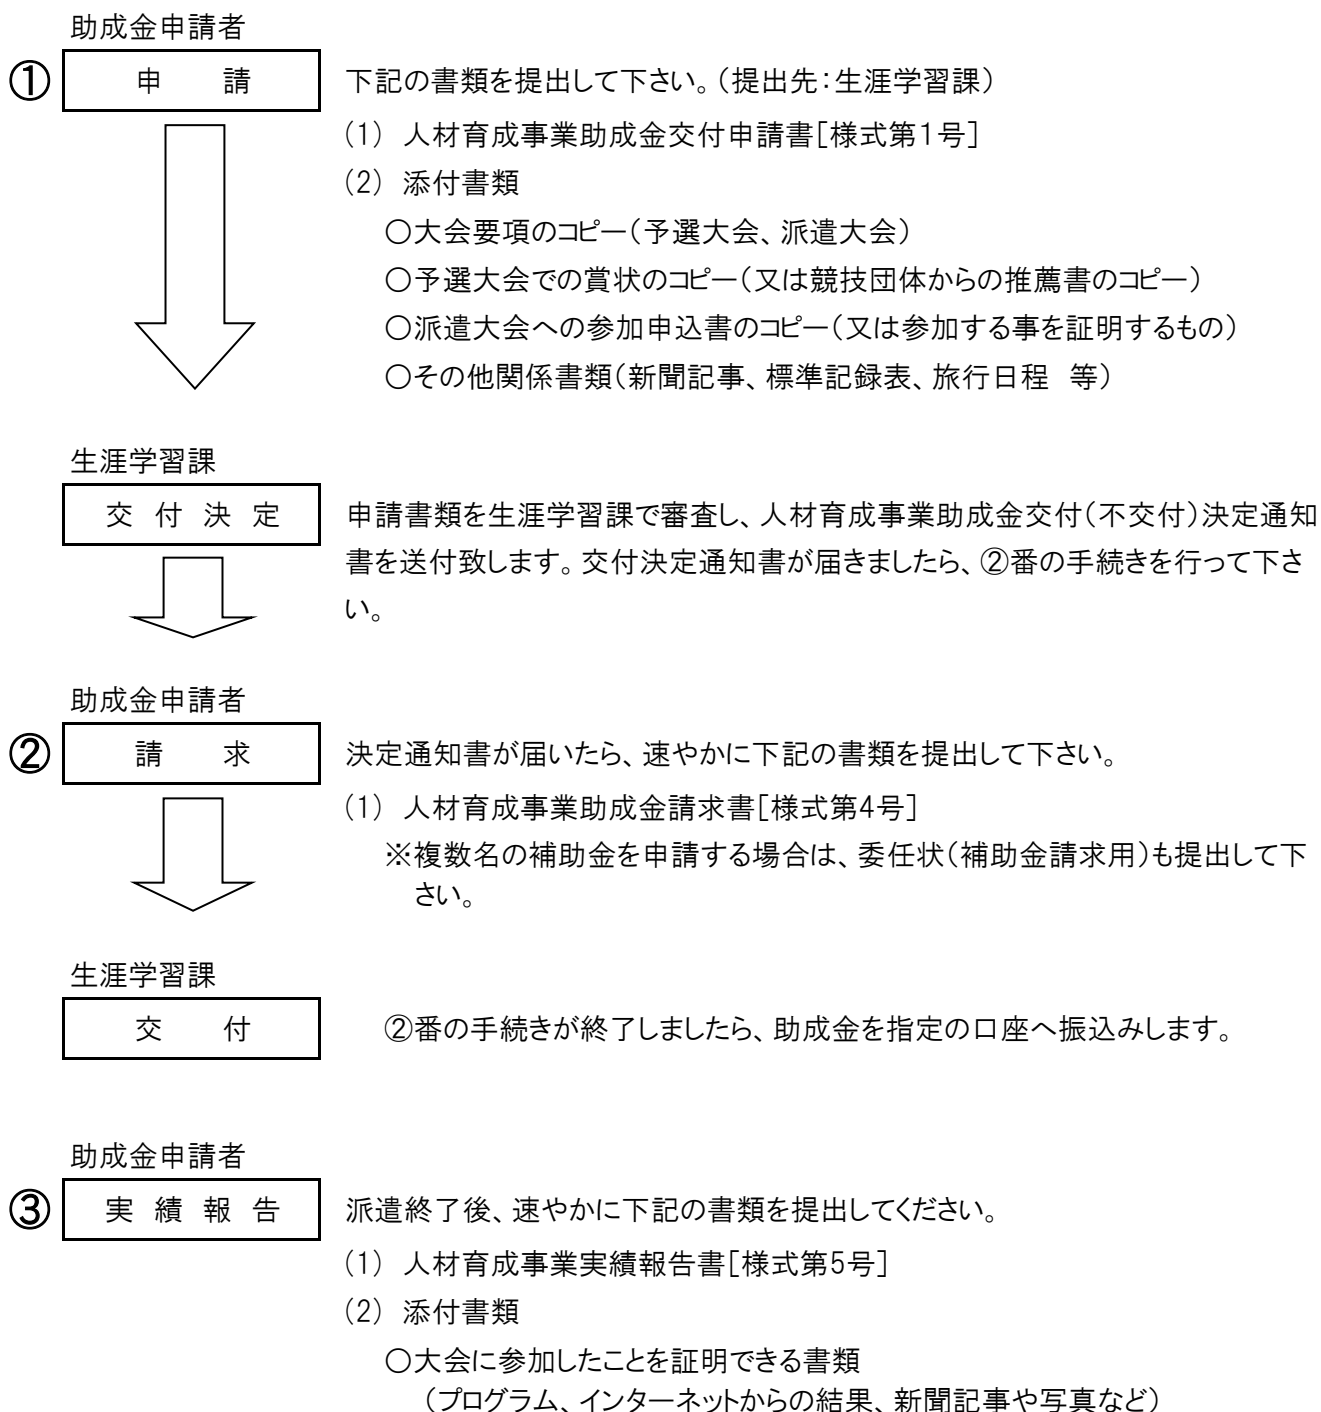 助成金申請者
① 申　請　下記の書類を提出して下さい。（提出先：生涯学習課）
（1） 人材育成事業助成金交付申請書［様式第1号］
（2） 添付書類
○大会要項のコピー（予選大会、派遣大会）
○予選大会での賞状のコピー（又は競技団体からの推薦書のコピー）
○派遣大会への参加申込書のコピー（又は参加する事を証明するもの）
○その他関係書類（新聞記事、標準記録表、旅行日程　等）
生涯学習課
交 付 決 定　申請書類を生涯学習課で審査し、人材育成事業助成金交付（不交付）決定通知
書を送付致します。交付決定通知書が届きましたら、②番の手続きを行って下さ
い。
助成金申請者
② 請　求　決定通知書が届いたら、速やかに下記の書類を提出して下さい。
（1） 人材育成事業助成金請求書［様式第4号］
※複数名の補助金を申請する場合は、委任状（補助金請求用）も提出して下
さい。
生涯学習課
交　付　②番の手続きが終了しましたら、助成金を指定の口座へ振込みします。
助成金申請者
③ 実 績 報 告　派遣終了後、速やかに下記の書類を提出してください。
（1） 人材育成事業実績報告書［様式第5号］
（2） 添付書類
○大会に参加したことを証明できる書類
（プログラム、インターネットからの結果、新聞記事や写真など）